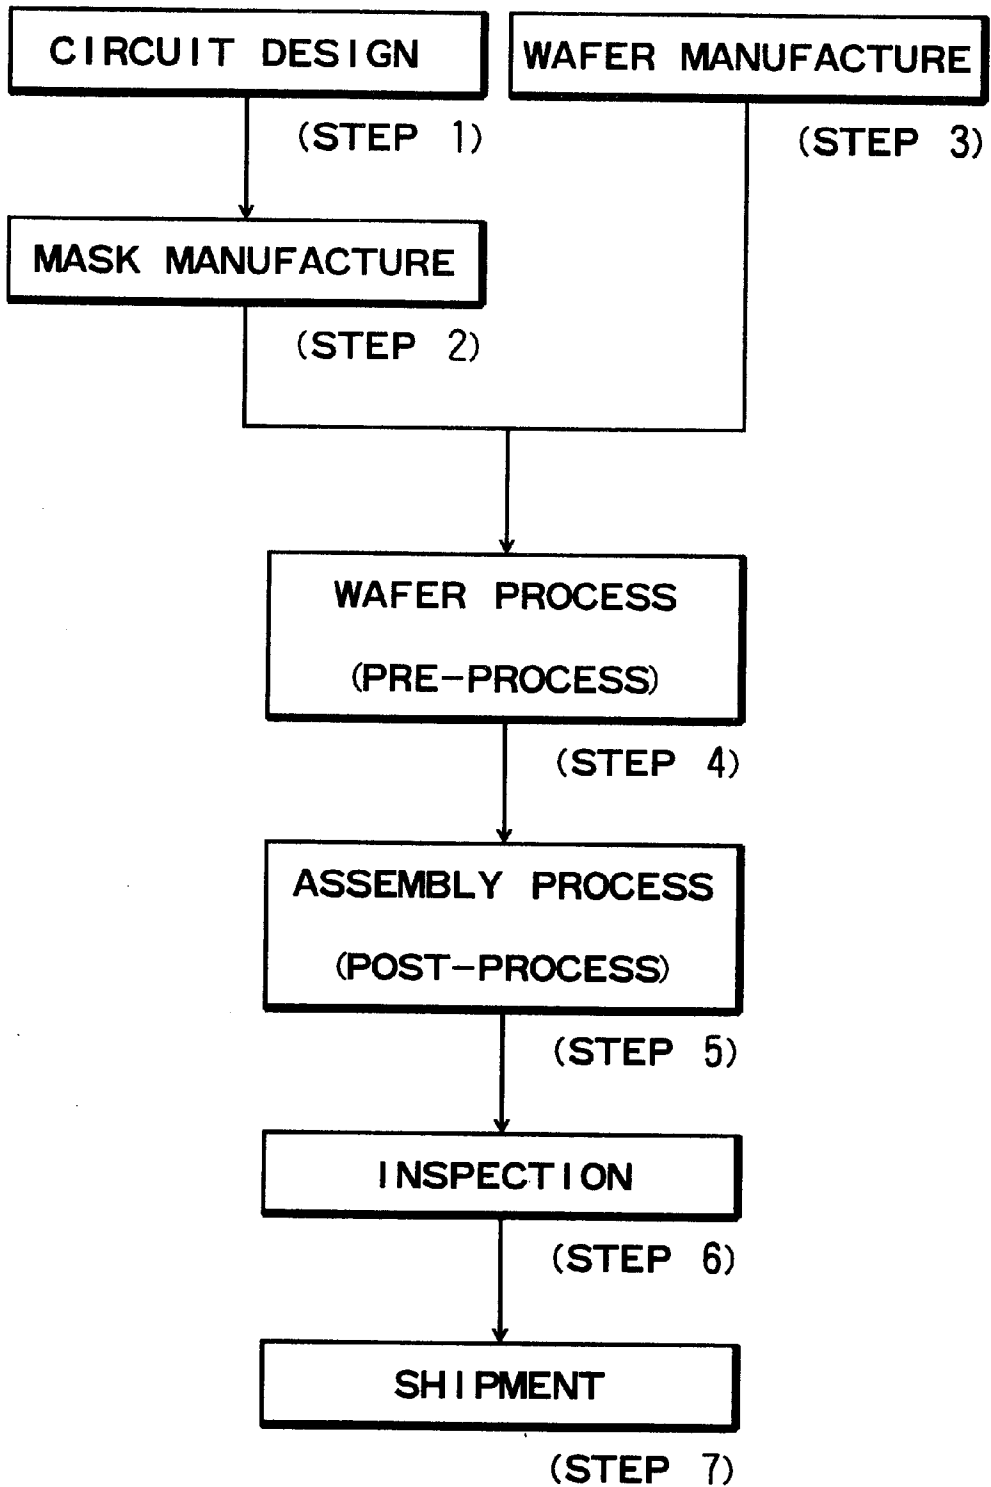 CIRCUIT DESIGN
(STEP 1)
WAFER MANUFACTURE
(STEP 3)
MASK MANUFACTURE
(STEP 2)
WAFER PROCESS
(PRE-PROCESS)
(STEP 4)
ASSEMBLY PROCESS
(POST-PROCESS)
(STEP 5)
INSPECTION
(STEP 6)
SHIPMENT
(STEP 7)